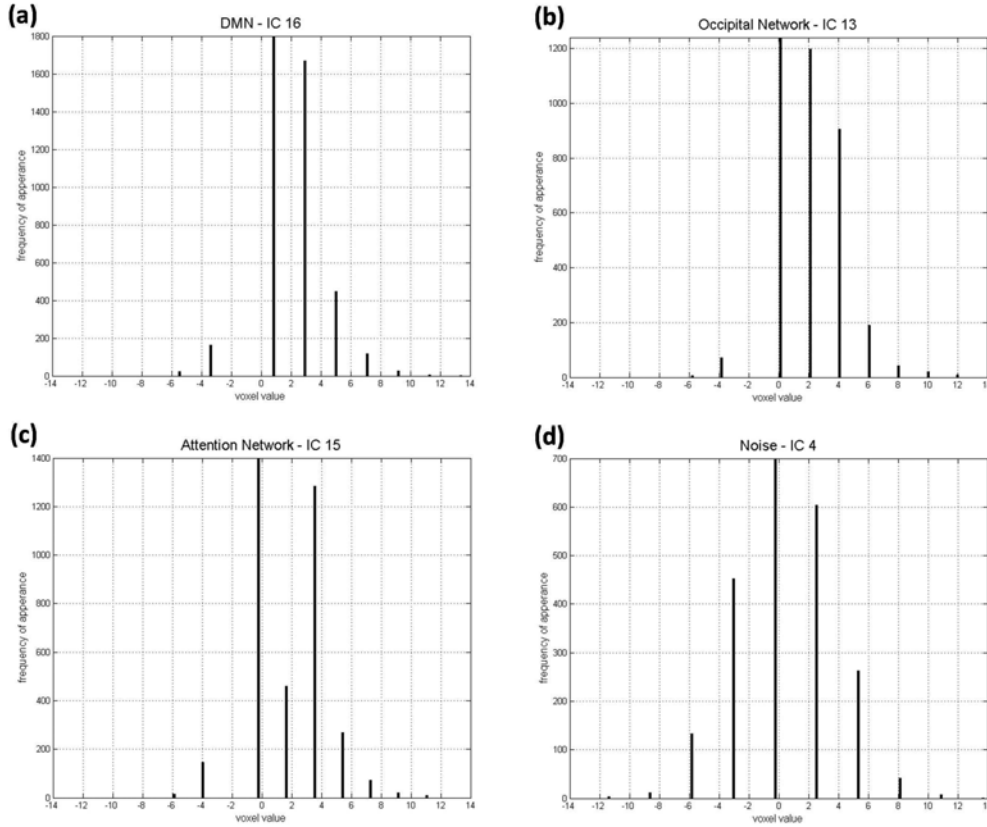 (a)
DMN - IC 16
1800
1600
1400
1200
1000
800
600
400
200
0
frequency of apperance
-14 -12 -10 -8 -6 -4 -2 0 2 4 6 8 10 12 14
voxel value
(b)
Occipital Network - IC 13
1200
1000
800
600
400
200
0
frequency of apperance
-14 -12 -10 -8 -6 -4 -2 0 2 4 6 8 10 12 14
voxel value
(c)
Attention Network - IC 15
1400
1200
1000
800
600
400
200
0
frequency of apperance
-14 -12 -10 -8 -6 -4 -2 0 2 4 6 8 10 12 14
voxel value
(d)
Noise - IC 4
700
600
500
400
300
200
100
0
frequency of apperance
-14 -12 -10 -8 -6 -4 -2 0 2 4 6 8 10 12 14
voxel value